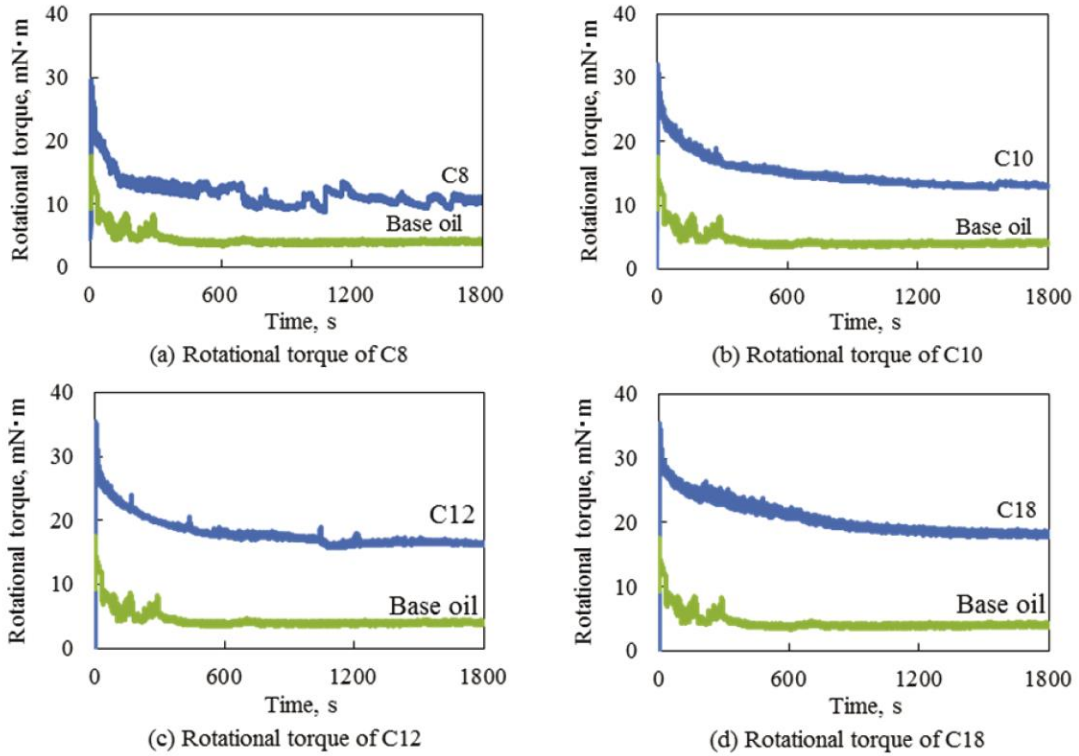 40
30
20
10
0
Rotational torque, mN・m
C8
Base oil
0 600 1200 1800
Time, s
(a) Rotational torque of C8
40
30
20
10
0
Rotational torque, mN・m
C10
Base oil
0 600 1200 1800
Time, s
(b) Rotational torque of C10
40
30
20
10
0
Rotational torque, mN・m
C12
Base oil
0 600 1200 1800
Time, s
(c) Rotational torque of C12
40
30
20
10
0
Rotational torque, mN・m
C18
Base oil
0 600 1200 1800
Time, s
(d) Rotational torque of C18